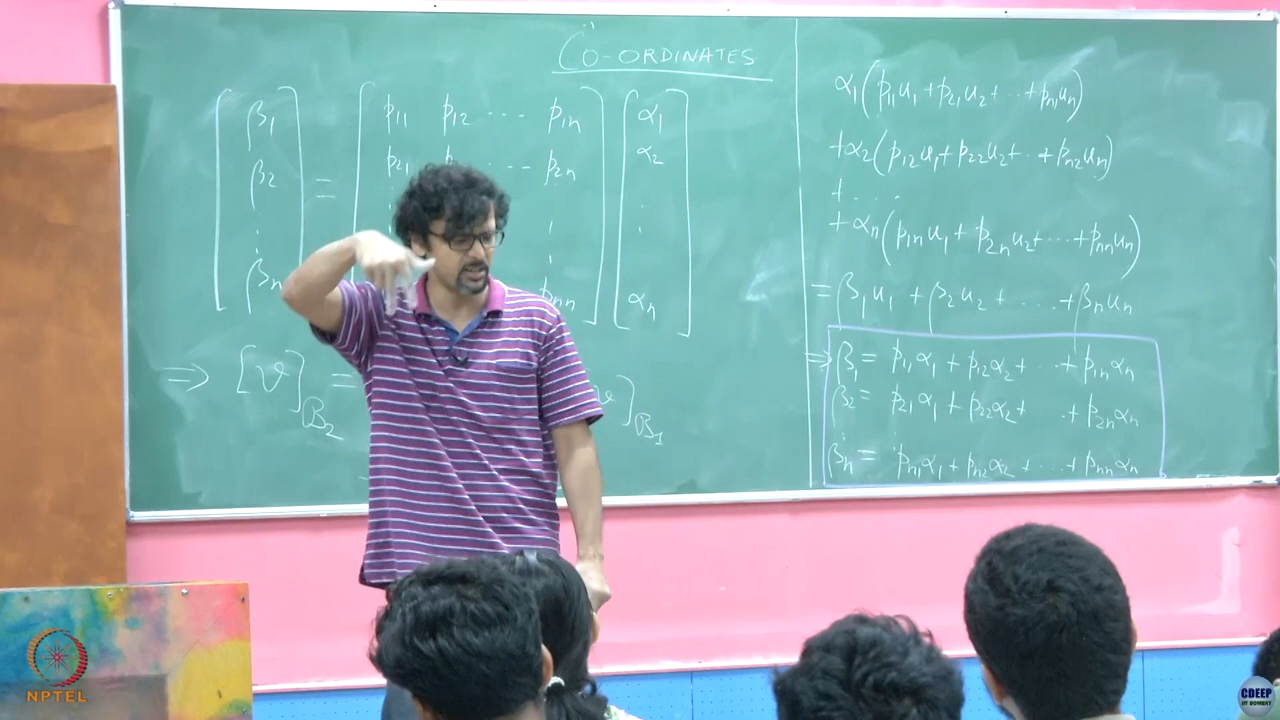 CO-ORDINATES
β₁ p₁₁ p₁₂ ... p₁ₙ α₁
β₂ = p₂₁ ... p₂ₙ α₂
⋮
βₙ pₙₙ αₙ
⇒ [v]B₂ = [v]B₁
α₁(p₁₁u₁+p₂₁u₂+...+pₙ₁uₙ)
+α₂(p₁₂u₁+p₂₂u₂+...+pₙ₂uₙ)
+ ....
+αₙ(p₁ₙu₁+p₂ₙu₂+...+pₙₙuₙ)
= β₁u₁ + β₂u₂ + ....+βₙuₙ
⇒ β₁ = p₁₁α₁+p₁₂α₂+ ...+p₁ₙαₙ
β₂ = p₂₁α₁+p₂₂α₂+ ..+p₂ₙαₙ
⋮
βₙ = pₙ₁α₁+pₙ₂α₂+...+pₙₙαₙ
NPTEL
CDEEP
IIT BOMBAY